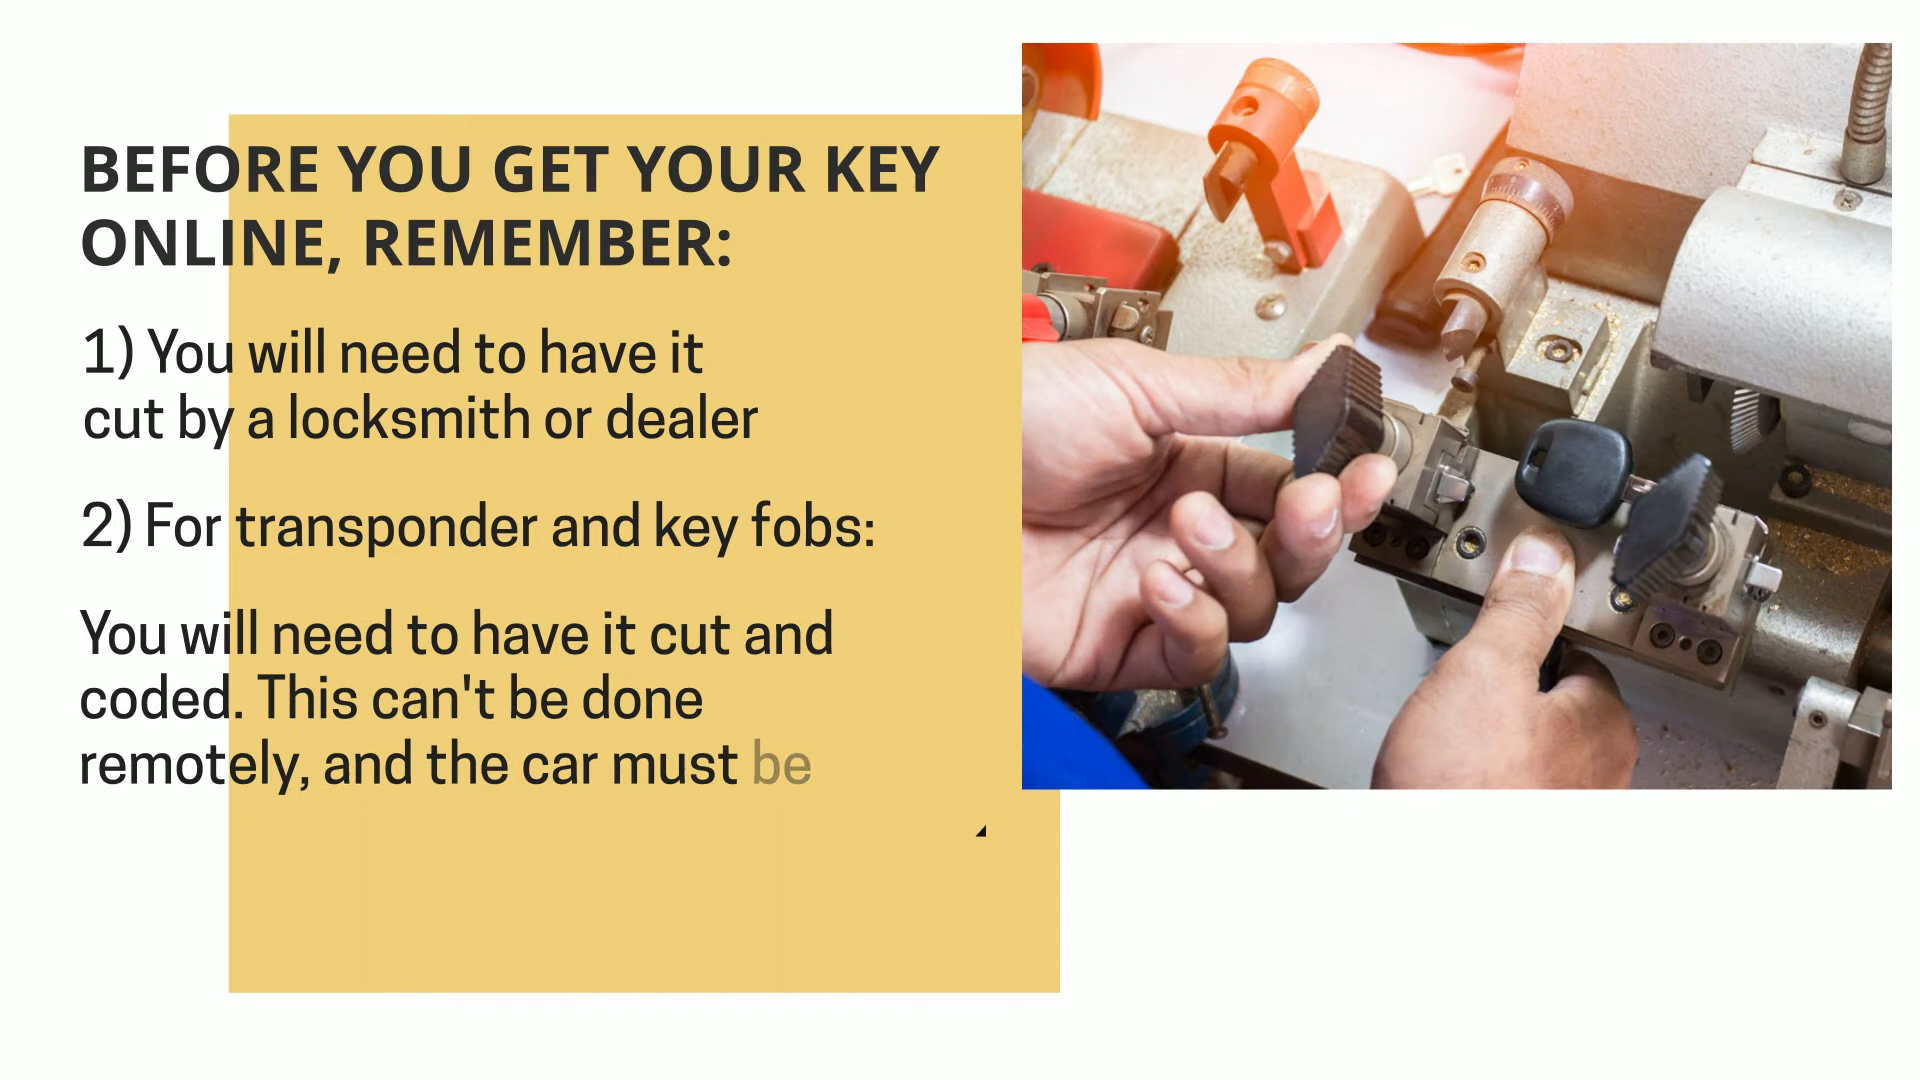 BEFORE YOU GET YOUR KEY
ONLINE, REMEMBER:
1) You will need to have it
cut by a locksmith or dealer
2) For transponder and key fobs:
You will need to have it cut and
coded. This can't be done
remotely, and the car must be